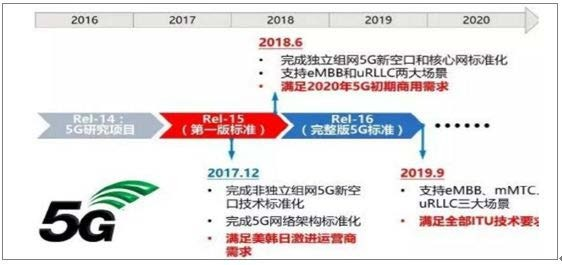 2016 2017 2018 2019 2020
2018.6
• 完成独立组网5G新空口和核心网标准化
• 支持eMBB和uRLLC两大场景
• 满足2020年5G初期商用需求
Rel-14：
5G研究项目
Rel-15
（第一版标准）
Rel-16
（完整版5G标准）
2017.12
• 完成非独立组网5G新空
口技术标准化
• 完成5G网络架构标准化
• 满足美韩日激进运营商
需求
2019.9
• 支持eMBB、mMTC、
uRLLC三大场景
• 满足全部ITU技术要求
5G